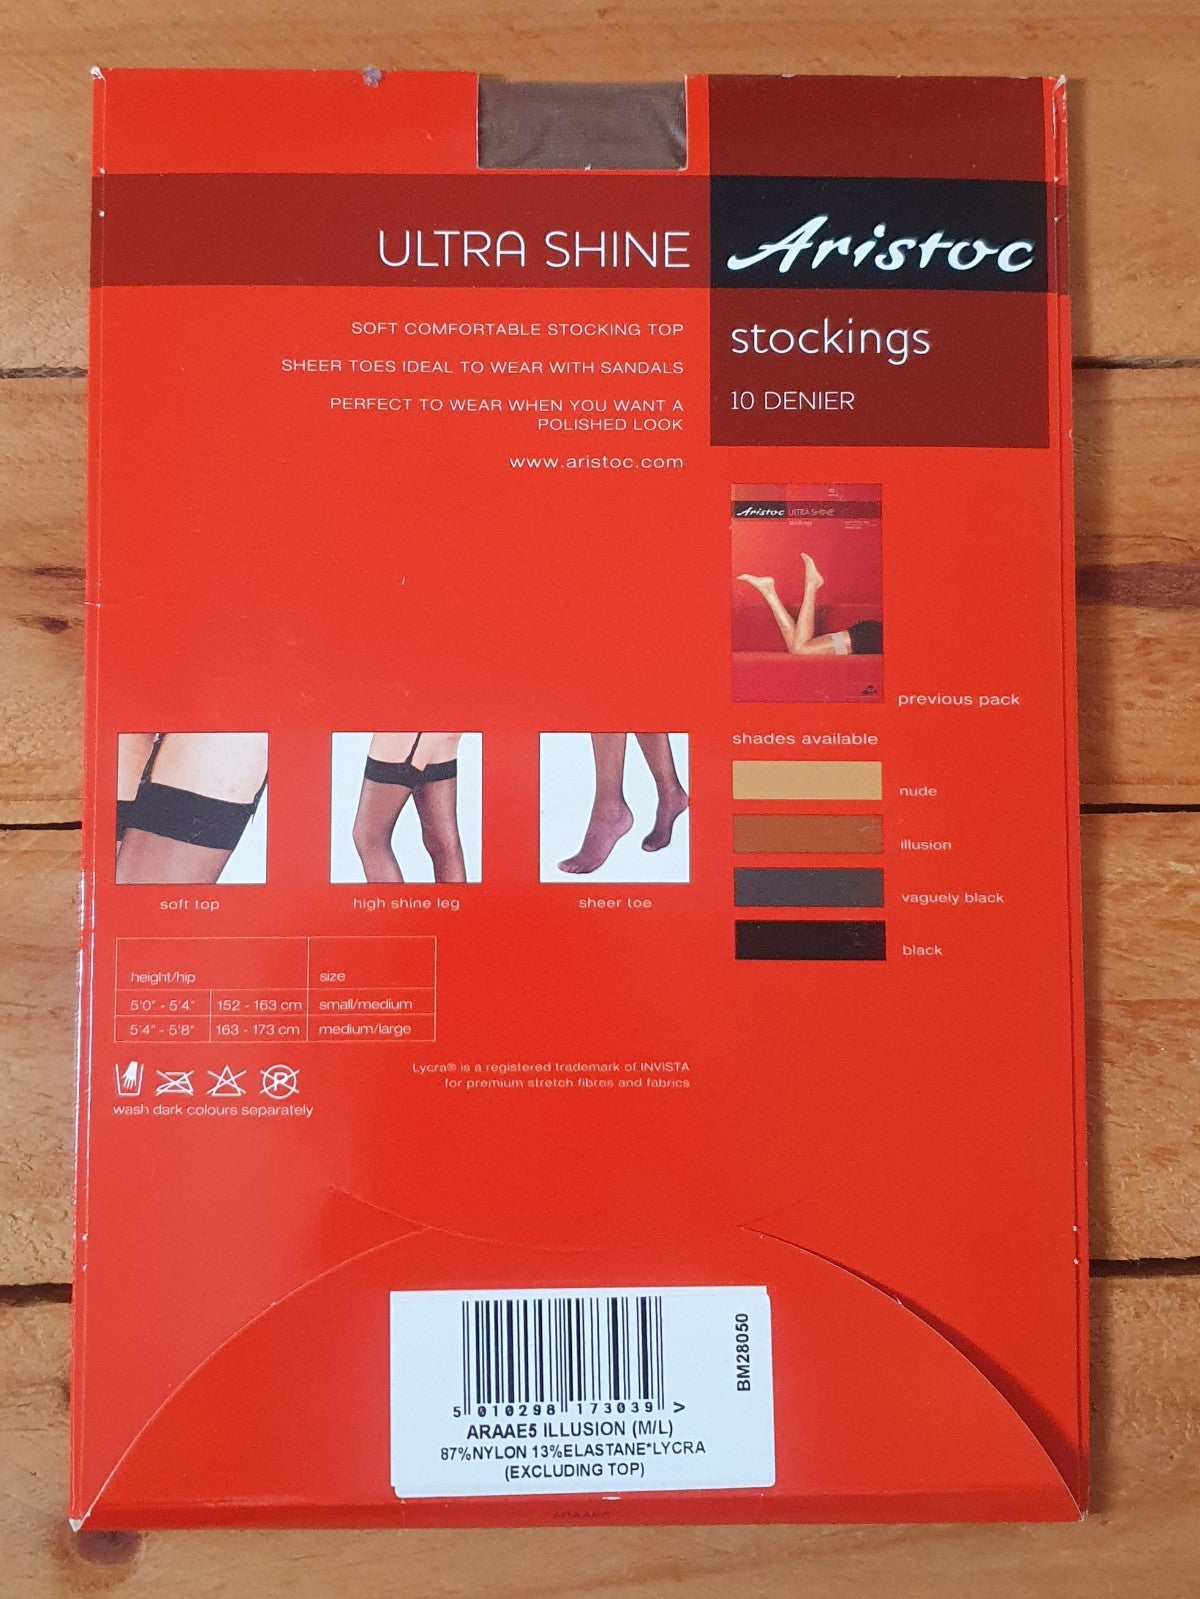 ULTRA SHINE
Aristoc
stockings
10 DENIER
SOFT COMFORTABLE STOCKING TOP
SHEER TOES IDEAL TO WEAR WITH SANDALS
PERFECT TO WEAR WHEN YOU WANT A
POLISHED LOOK
www.aristoc.com
Aristoc ULTRA SHINE
stockings
previous pack
shades available
nude
illusion
vaguely black
black
soft top
high shine leg
sheer toe
height/hip size
5'0" - 5'4" 152 - 163 cm small/medium
5'4" - 5'8" 163 - 173 cm medium/large
P
wash dark colours separately
Lycra® is a registered trademark of INVISTA
for premium stretch fibres and fabrics
5 010298 173039 >
ARAAE5 ILLUSION (M/L)
87%NYLON 13%ELASTANE*LYCRA
(EXCLUDING TOP)
BM28050